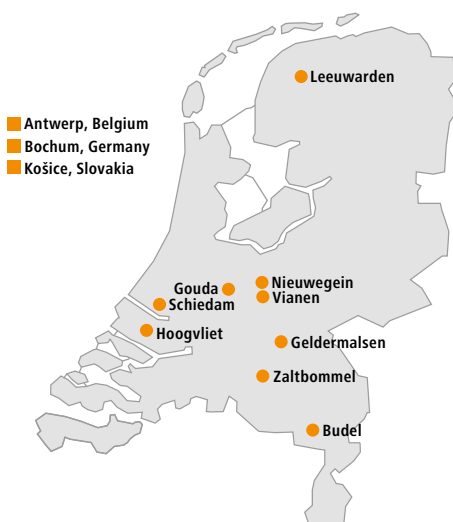 Leeuwarden
Antwerp, Belgium
Bochum, Germany
Košice, Slovakia
Nieuwegein
Gouda
Vianen
Schiedam
Hoogvliet
Geldermalsen
Zaltbommel
Budel